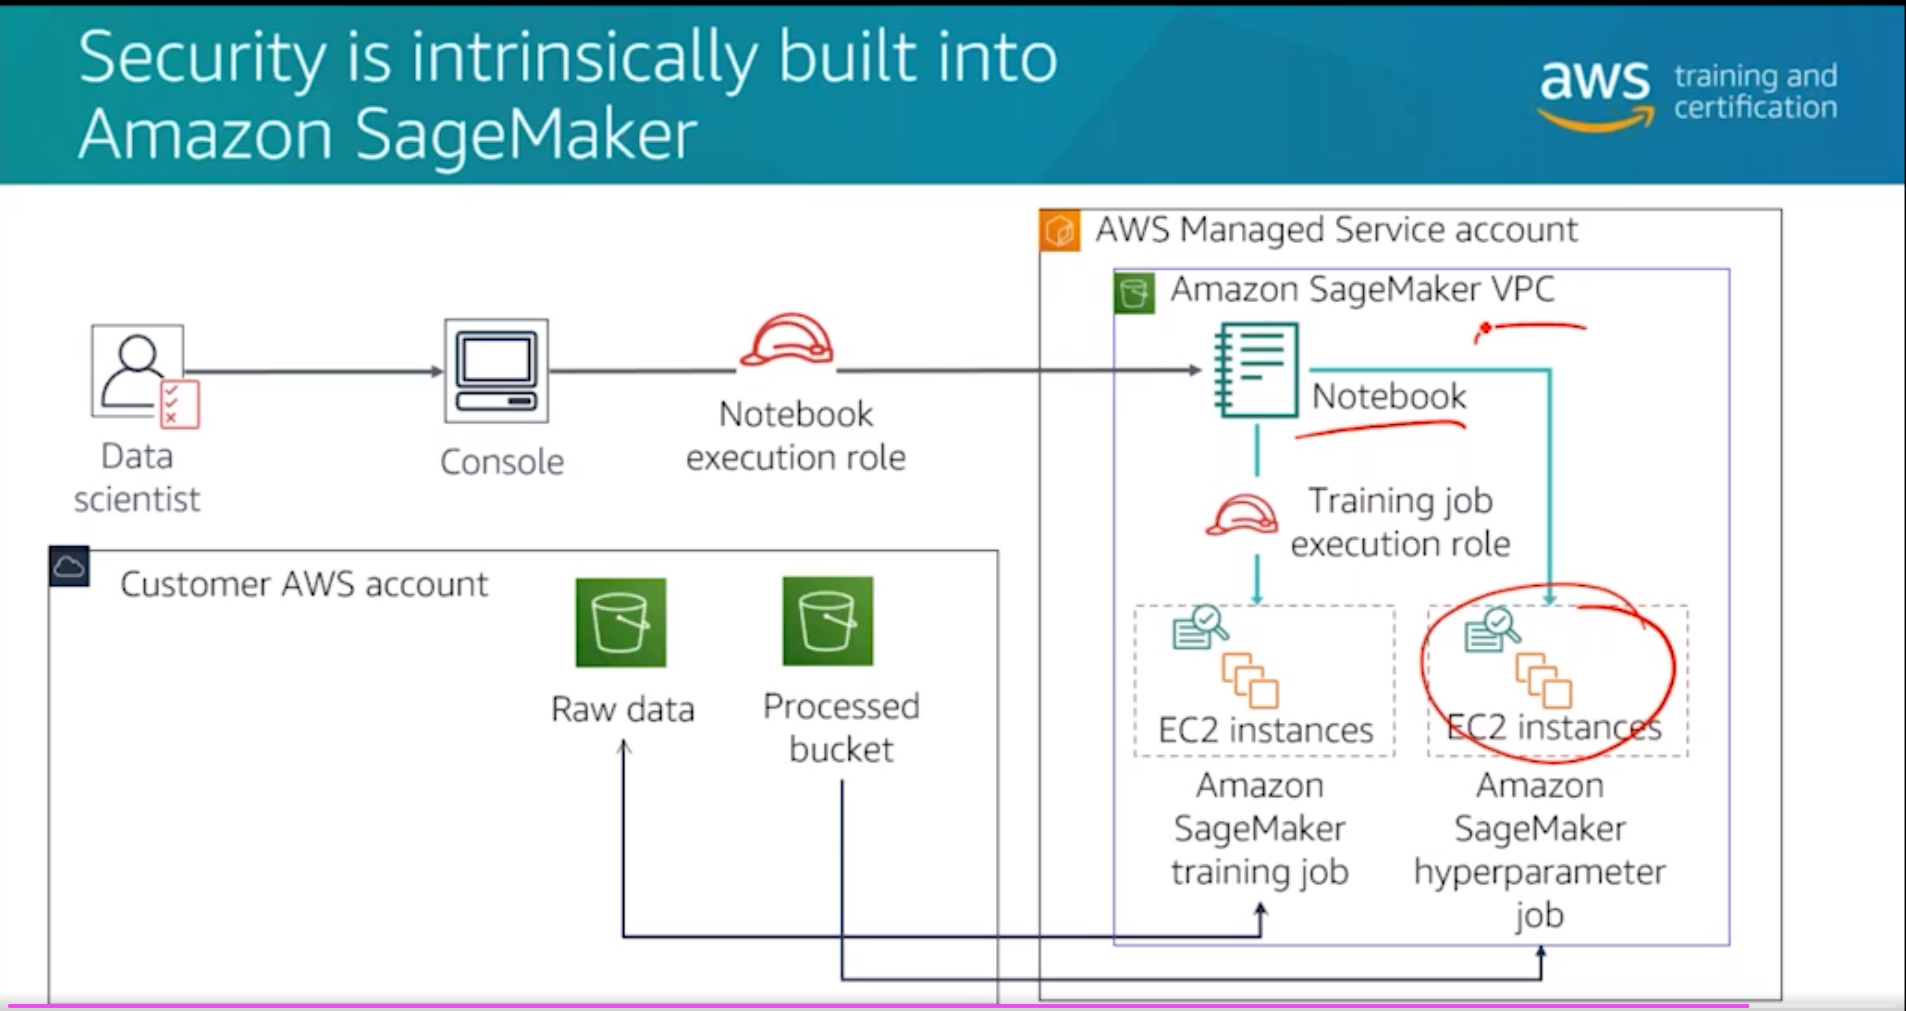 Security is intrinsically built into
Amazon SageMaker
aws training and
certification
AWS Managed Service account
Amazon SageMaker VPC
Data
scientist
Console
Notebook
execution role
Notebook
Training job
execution role
Customer AWS account
Raw data
Processed
bucket
EC2 instances
Amazon
SageMaker
training job
EC2 instances
Amazon
SageMaker
hyperparameter
job